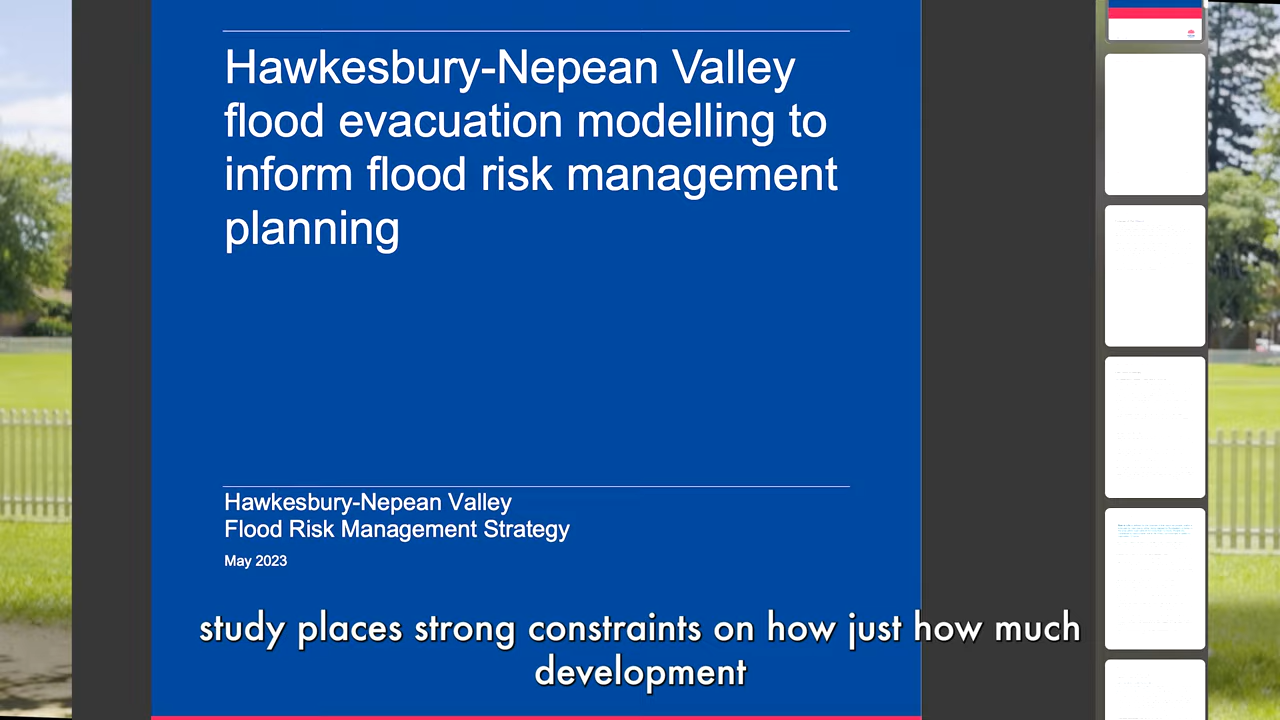 Hawkesbury-Nepean Valley
flood evacuation modelling to
inform flood risk management
planning
Hawkesbury-Nepean Valley
Flood Risk Management Strategy
May 2023
study places strong constraints on how just how much
development